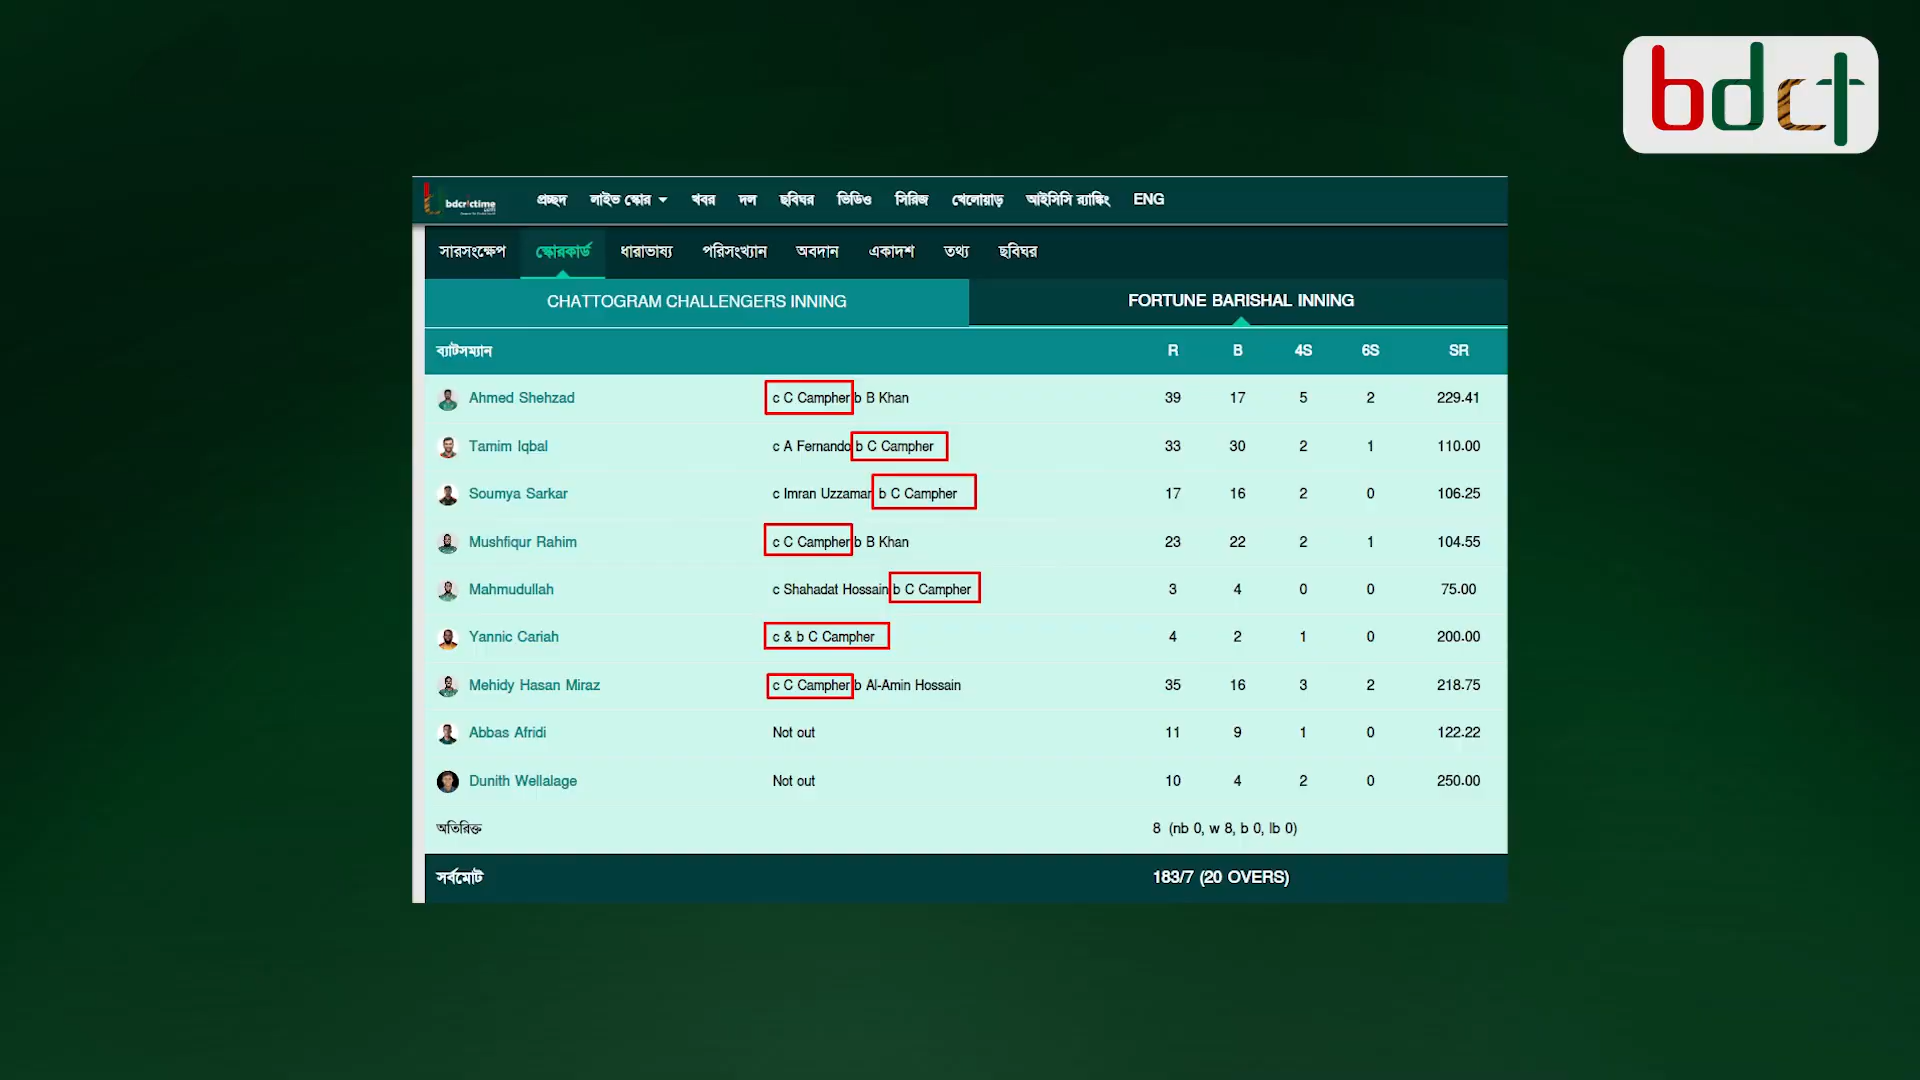 bdct
bdcrictime
প্রচ্ছদ লাইভ স্কোর খবর দল ছবিঘর ভিডিও সিরিজ খেলোয়াড় আইসিসি র‍্যাঙ্কিং ENG
সারসংক্ষেপ স্কোরকার্ড ধারাভাষ্য পরিসংখ্যান অবদান একাদশ তথ্য ছবিঘর
CHATTOGRAM CHALLENGERS INNING FORTUNE BARISHAL INNING
ব্যাটসম্যান R B 4S 6S SR
Ahmed Shehzad c C Campher b B Khan 39 17 5 2 229.41
Tamim Iqbal c A Fernando b C Campher 33 30 2 1 110.00
Soumya Sarkar c Imran Uzzaman b C Campher 17 16 2 0 106.25
Mushfiqur Rahim c C Campher b B Khan 23 22 2 1 104.55
Mahmudullah c Shahadat Hossain b C Campher 3 4 0 0 75.00
Yannic Cariah c & b C Campher 4 2 1 0 200.00
Mehidy Hasan Miraz c C Campher b Al-Amin Hossain 35 16 3 2 218.75
Abbas Afridi Not out 11 9 1 0 122.22
Dunith Wellalage Not out 10 4 2 0 250.00
অতিরিক্ত 8 (nb 0, w 8, b 0, lb 0)
সর্বমোট 183/7 (20 OVERS)